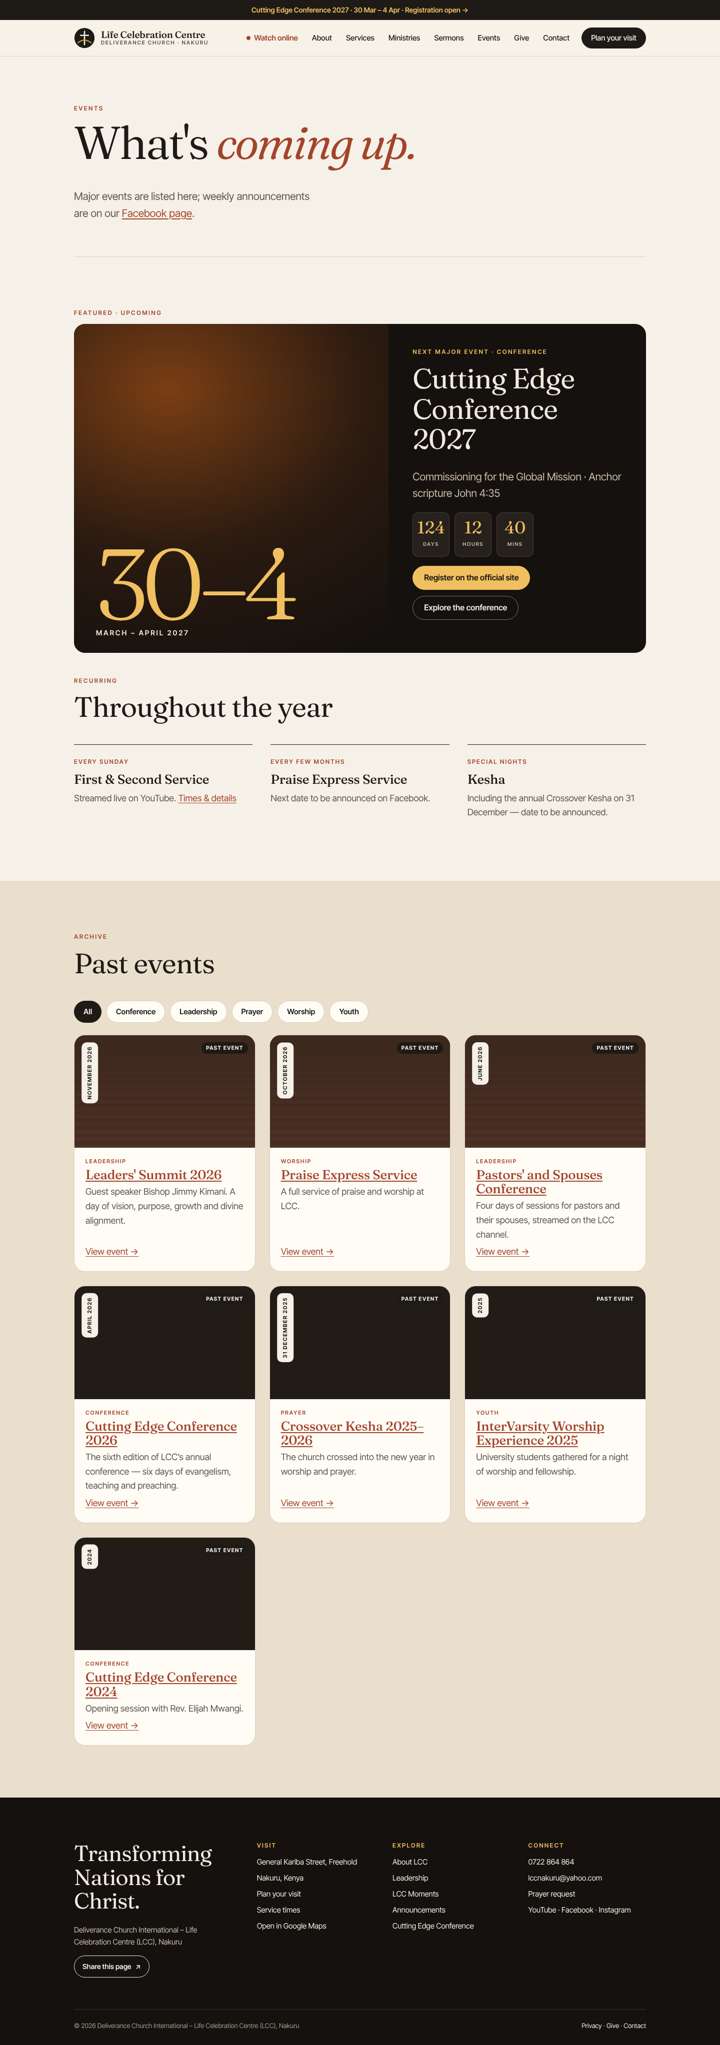 Cutting Edge Conference 2027 · 30 Mar – 4 Apr · Registration open →
Life Celebration Centre
DELIVERANCE CHURCH · NAKURU
Watch online
About
Services
Ministries
Sermons
Events
Give
Contact
Plan your visit
EVENTS
What's coming up.
Major events are listed here; weekly announcements
are on our Facebook page.
FEATURED · UPCOMING
30–4
MARCH – APRIL 2027
NEXT MAJOR EVENT · CONFERENCE
Cutting Edge
Conference
2027
Commissioning for the Global Mission · Anchor
scripture John 4:35
124
DAYS
12
HOURS
40
MINS
Register on the official site
Explore the conference
RECURRING
Throughout the year
EVERY SUNDAY
First & Second Service
Streamed live on YouTube. Times & details
EVERY FEW MONTHS
Praise Express Service
Next date to be announced on Facebook.
SPECIAL NIGHTS
Kesha
Including the annual Crossover Kesha on 31
December — date to be announced.
ARCHIVE
Past events
All
Conference
Leadership
Prayer
Worship
Youth
NOVEMBER 2026
PAST EVENT
LEADERSHIP
Leaders' Summit 2026
Guest speaker Bishop Jimmy Kimani. A
day of vision, purpose, growth and divine
alignment.
View event →
OCTOBER 2026
PAST EVENT
WORSHIP
Praise Express Service
A full service of praise and worship at
LCC.
View event →
JUNE 2026
PAST EVENT
LEADERSHIP
Pastors' and Spouses
Conference
Four days of sessions for pastors and
their spouses, streamed on the LCC
channel.
View event →
APRIL 2026
PAST EVENT
CONFERENCE
Cutting Edge Conference
2026
The sixth edition of LCC's annual
conference — six days of evangelism,
teaching and preaching.
View event →
31 DECEMBER 2025
PAST EVENT
PRAYER
Crossover Kesha 2025–
2026
The church crossed into the new year in
worship and prayer.
View event →
2025
PAST EVENT
YOUTH
InterVarsity Worship
Experience 2025
University students gathered for a night
of worship and fellowship.
View event →
2024
PAST EVENT
CONFERENCE
Cutting Edge Conference
2024
Opening session with Rev. Elijah Mwangi.
View event →
Transforming
Nations for
Christ.
Deliverance Church International – Life
Celebration Centre (LCC), Nakuru
Share this page ↗
VISIT
General Kariba Street, Freehold
Nakuru, Kenya
Plan your visit
Service times
Open in Google Maps
EXPLORE
About LCC
Leadership
LCC Moments
Announcements
Cutting Edge Conference
CONNECT
0722 864 864
lccnakuru@yahoo.com
Prayer request
YouTube · Facebook · Instagram
© 2026 Deliverance Church International – Life Celebration Centre (LCC), Nakuru
Privacy · Give · Contact